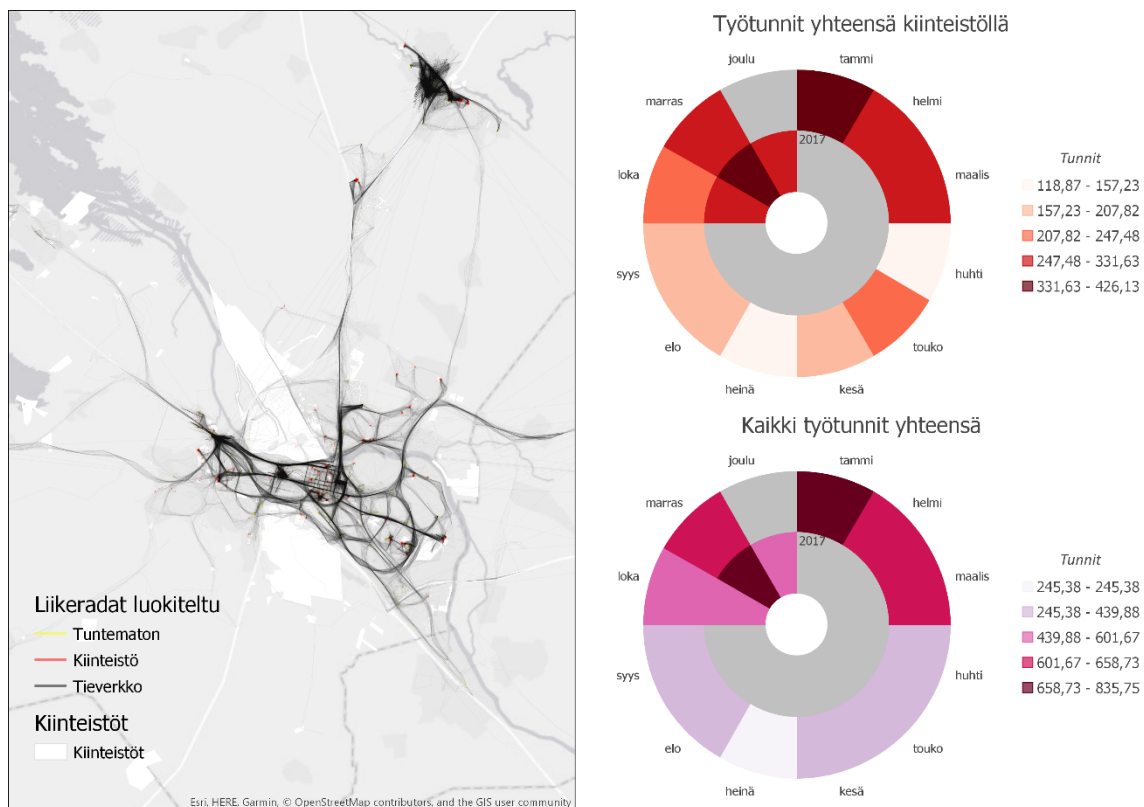 Liikeradat luokiteltu
Tuntematon
Kiinteistö
Tieverkko
Kiinteistöt
Kiinteistöt
Esri, HERE, Garmin, © OpenStreetMap contributors, and the GIS user community
Työtunnit yhteensä kiinteistöllä
joulu
tammi
marras
helmi
2017
loka
maalis
syys
huhti
elo
touko
heinä
kesä
Tunnit
118,87 - 157,23
157,23 - 207,82
207,82 - 247,48
247,48 - 331,63
331,63 - 426,13
Kaikki työtunnit yhteensä
joulu
tammi
marras
helmi
2017
loka
maalis
syys
huhti
elo
touko
heinä
kesä
Tunnit
245,38 - 245,38
245,38 - 439,88
439,88 - 601,67
601,67 - 658,73
658,73 - 835,75